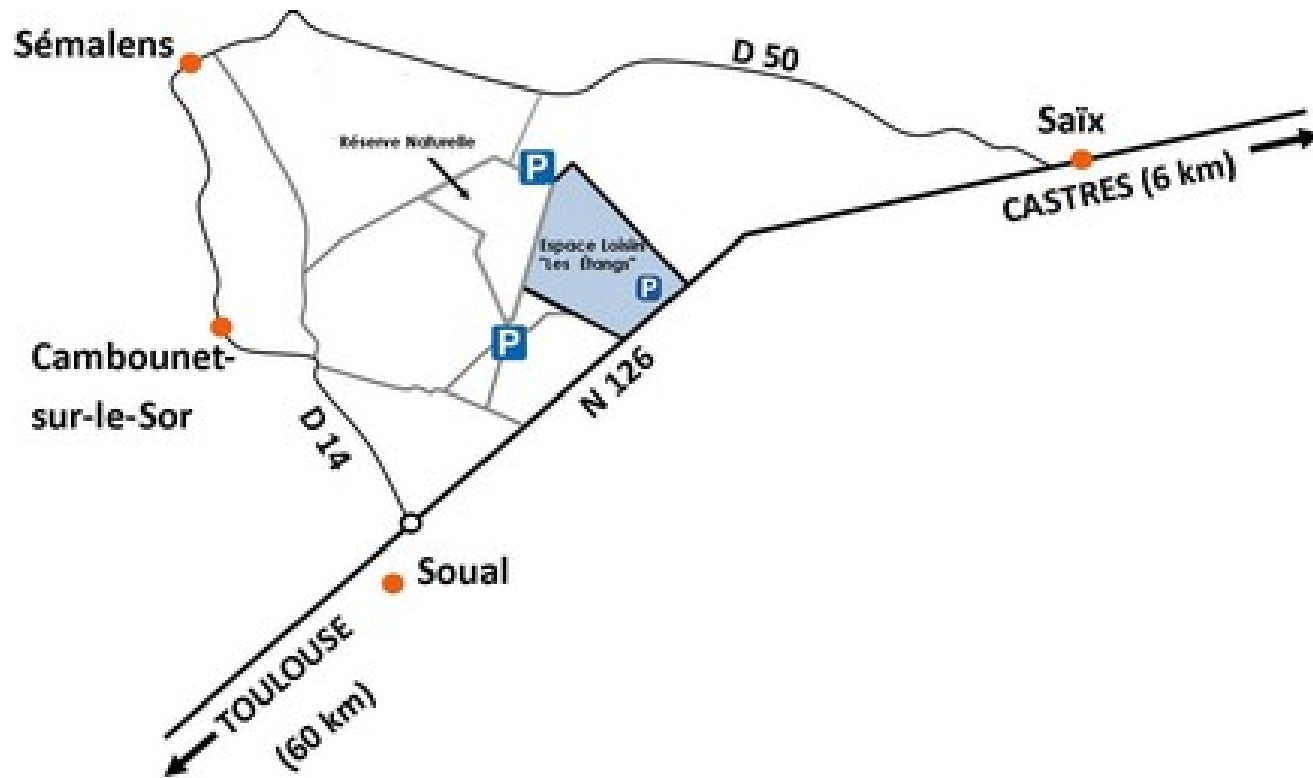 Sémalens
D 50
Saïx
CASTRES (6 km)
Réserve Naturelle
P
Espace Loisir
"Les Étangs"
P
P
Cambounet-
sur-le-Sor
N 126
D 14
Soual
TOULOUSE
(60 km)